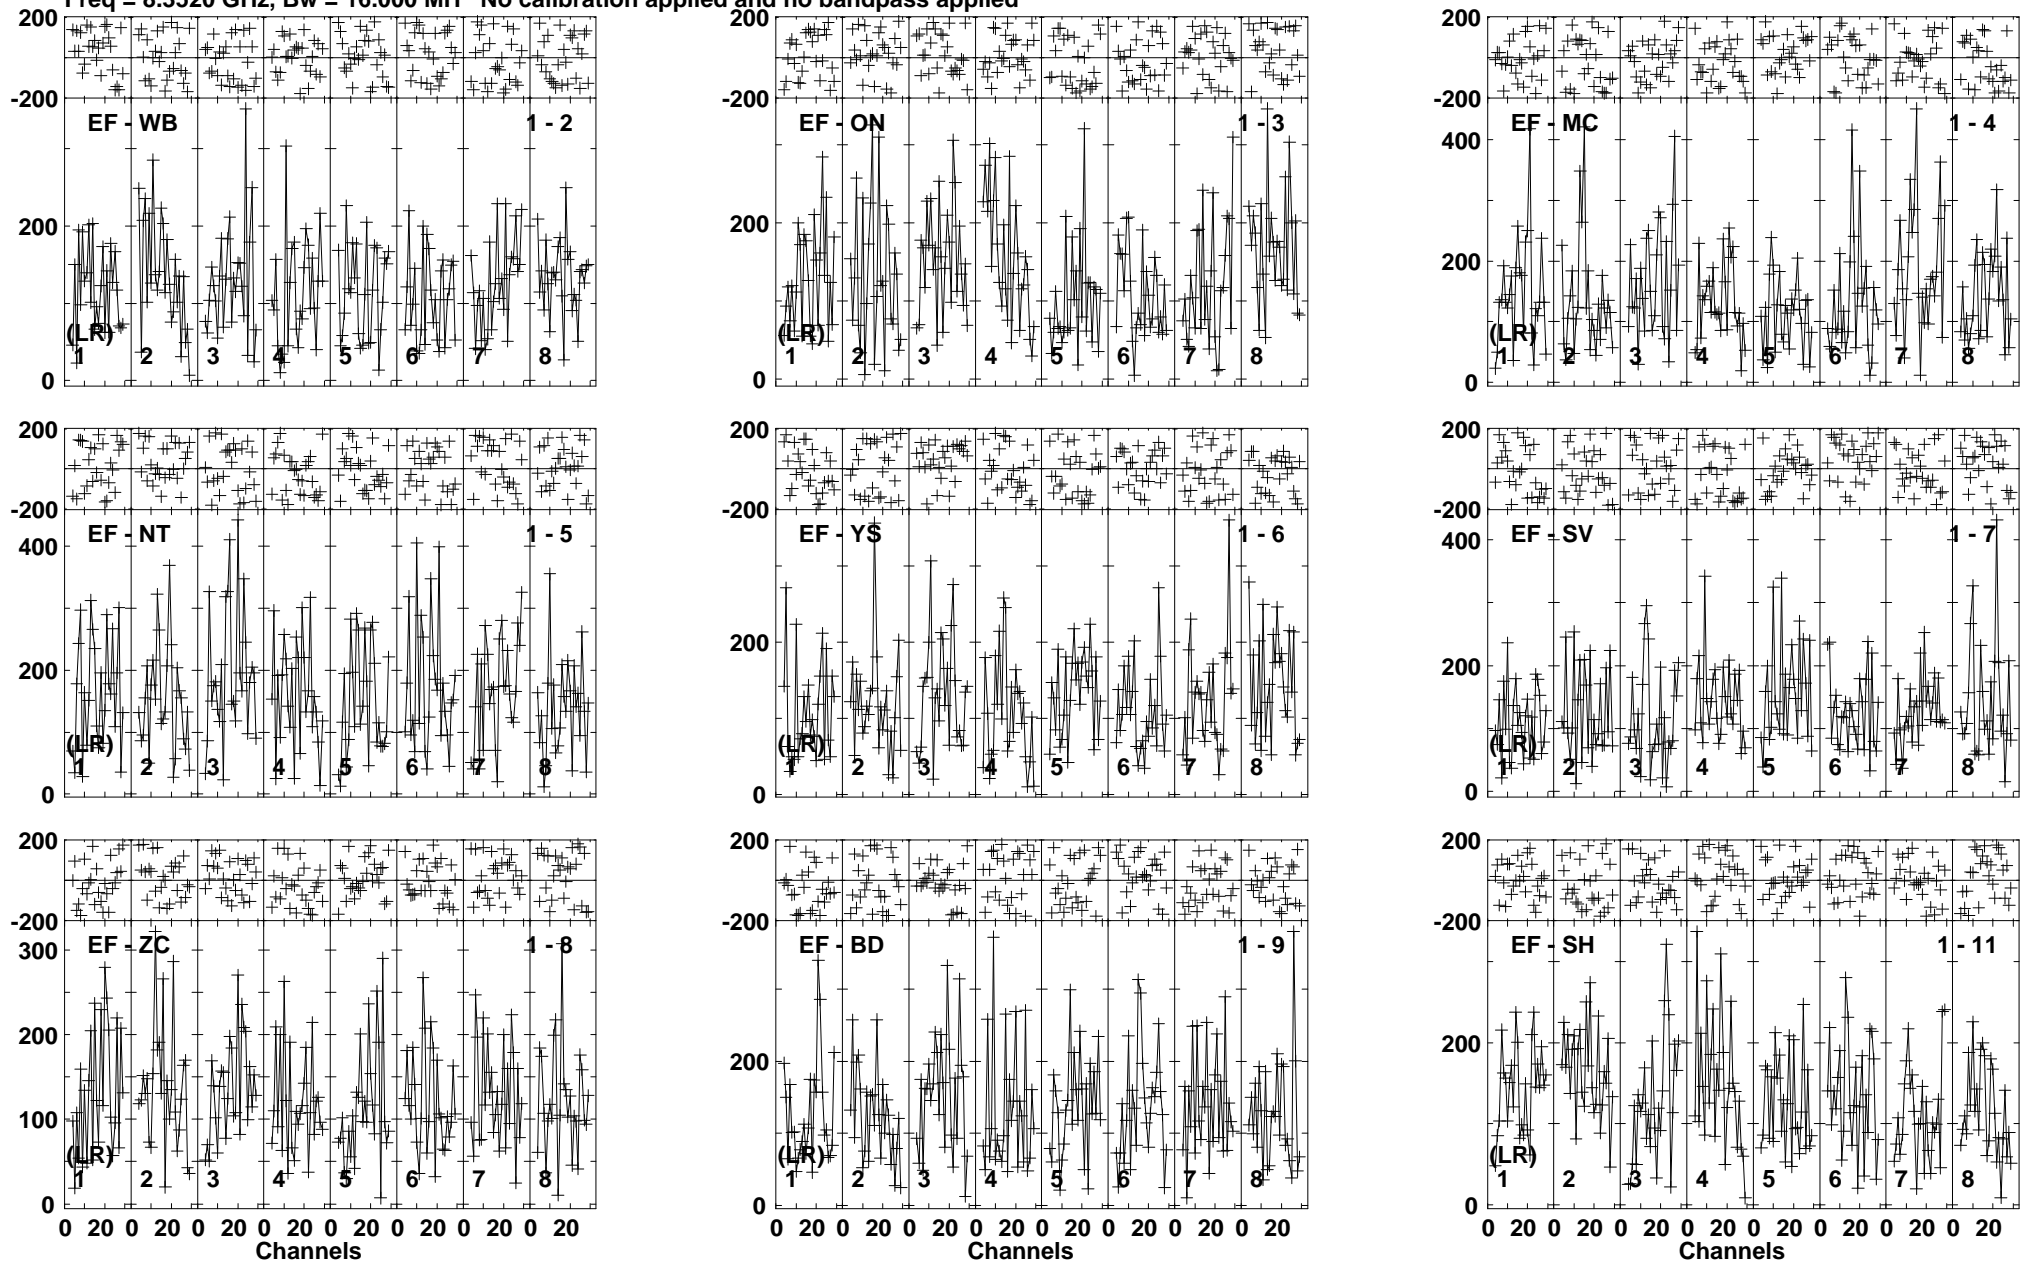 Freq = 8.3520 GHz, Bw = 16.000 MH No calibration applied and no bandpass applied
200 200 200
-200 -200 -200
EF - WB 1 - 2 EF - ON 1 - 3 EF - MC 1 - 4
400
200 200 200
(LR) (LR) (LR)
1 2 3 4 5 6 7 8 1 2 3 4 5 6 7 8 1 2 3 4 5 6 7 8
0 0 0
200 200 200
-200 -200 -200
EF - NT 1 - 5 EF - YS 1 - 6 EF - SV 1 - 7
400 400
200 200 200
(LR) (LR) (LR)
1 2 3 4 5 6 7 8 1 2 3 4 5 6 7 8 1 2 3 4 5 6 7 8
0 0 0
200 200 200
-200 -200 -200
EF - ZC 1 - 8 EF - BD 1 - 9 EF - SH 1 - 11
300
200 200 200
100
(LR) (LR) (LR)
1 2 3 4 5 6 7 8 1 2 3 4 5 6 7 8 1 2 3 4 5 6 7 8
0 0 0
0 20 0 20 0 20 0 20 0 20 0 20 0 20 0 20 0 20 0 20 0 20 0 20 0 20 0 20 0 20 0 20 0 20 0 20 0 20 0 20 0 20 0 20 0 20 0 20
Channels Channels Channels